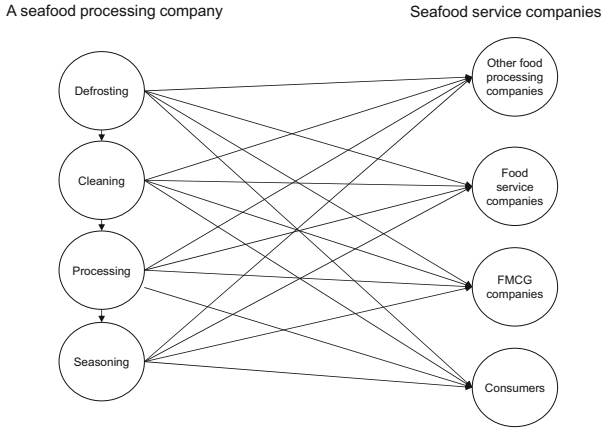 A seafood processing company
Seafood service companies
Defrosting
Cleaning
Processing
Seasoning
Other food
processing
companies
Food
service
companies
FMCG
companies
Consumers